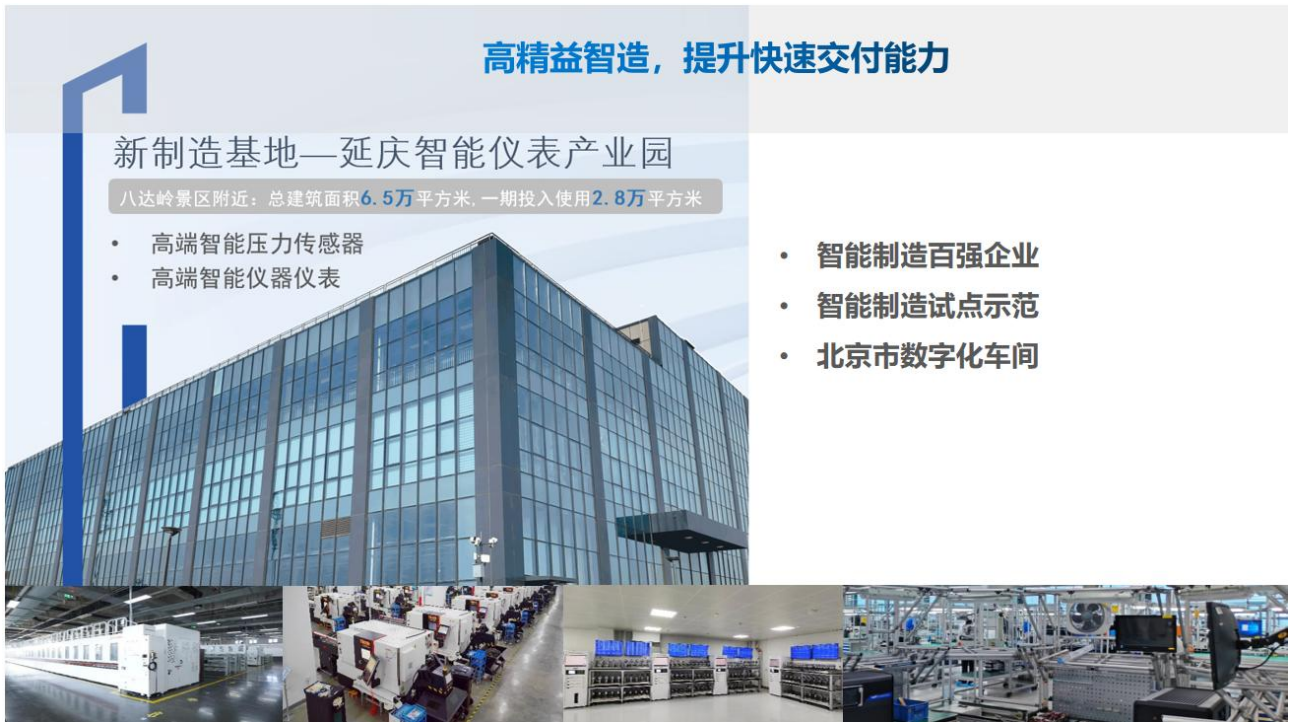 高精益智造，提升快速交付能力
新制造基地—延庆智能仪表产业园
八达岭景区附近：总建筑面积6.5万平方米,一期投入使用2.8万平方米
• 高端智能压力传感器
• 高端智能仪器仪表
• 智能制造百强企业
• 智能制造试点示范
• 北京市数字化车间